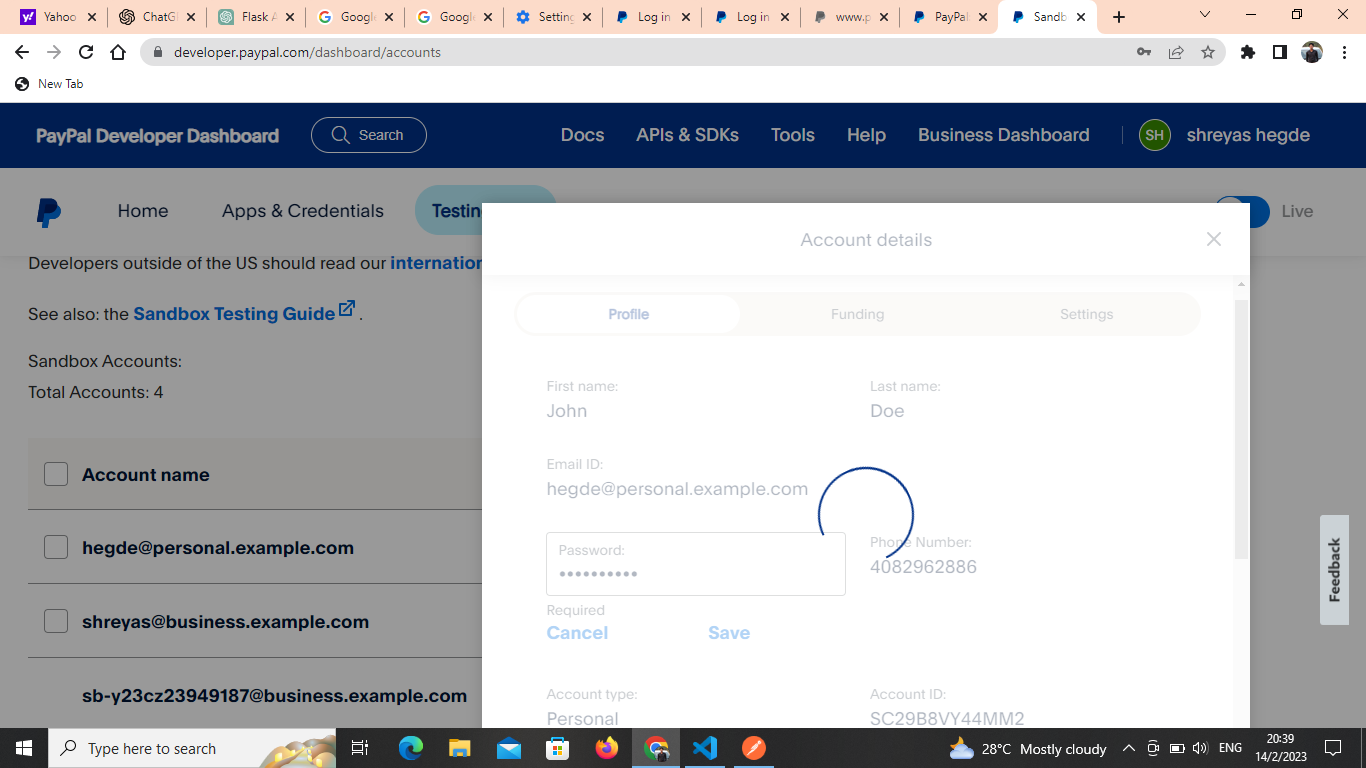 Yahoo
ChatG
Flask A
Google
Google
Setting
Log in
Log in
www.p
PayPal
Sandb
developer.paypal.com/dashboard/accounts
New Tab
PayPal Developer Dashboard
Search
Docs
APIs & SDKs
Tools
Help
Business Dashboard
SH
shreyas hegde
Home
Apps & Credentials
Testing
Live
Developers outside of the US should read our internation
See also: the Sandbox Testing Guide.
Sandbox Accounts:
Total Accounts: 4
Account name
hegde@personal.example.com
shreyas@business.example.com
sb-y23cz23949187@business.example.com
Account details
Profile
Funding
Settings
First name:
Last name:
John
Doe
Email ID:
hegde@personal.example.com
Password:
••••••••••
Phone Number:
4082962886
Required
Cancel
Save
Account type:
Account ID:
Personal
SC29B8VY44MM2
Feedback
Type here to search
28°C Mostly cloudy
ENG
20:39
14/2/2023